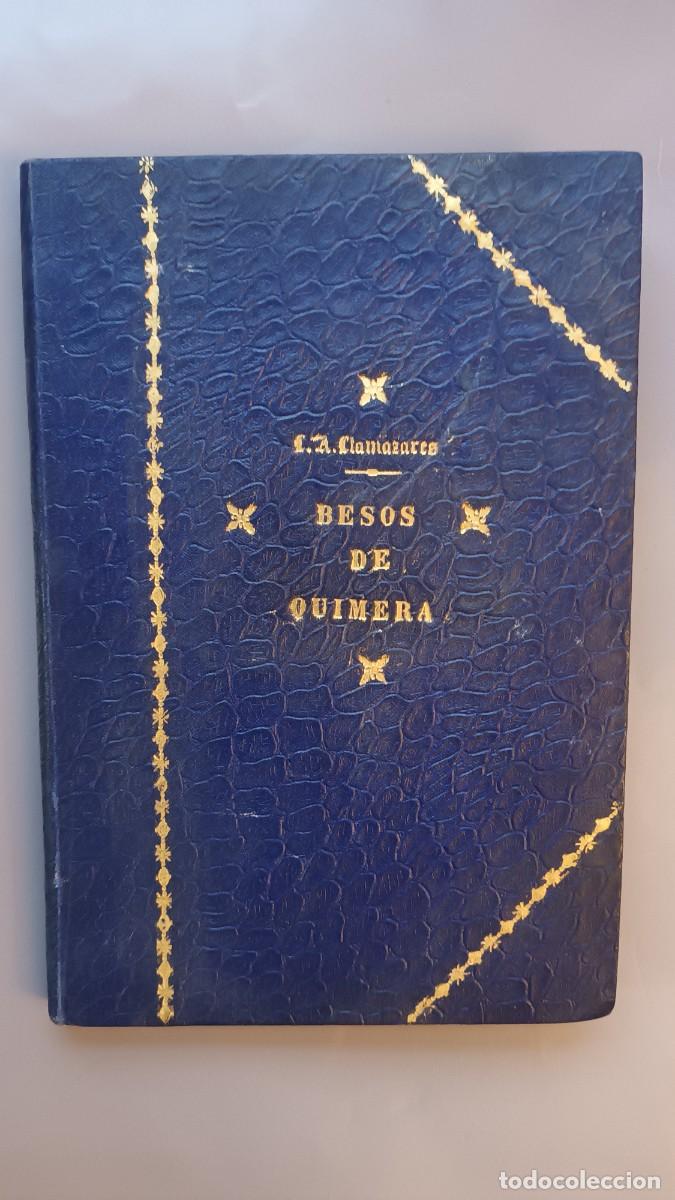 L. A. Llamazares
BESOS
DE
QUIMERA
todocoleccion